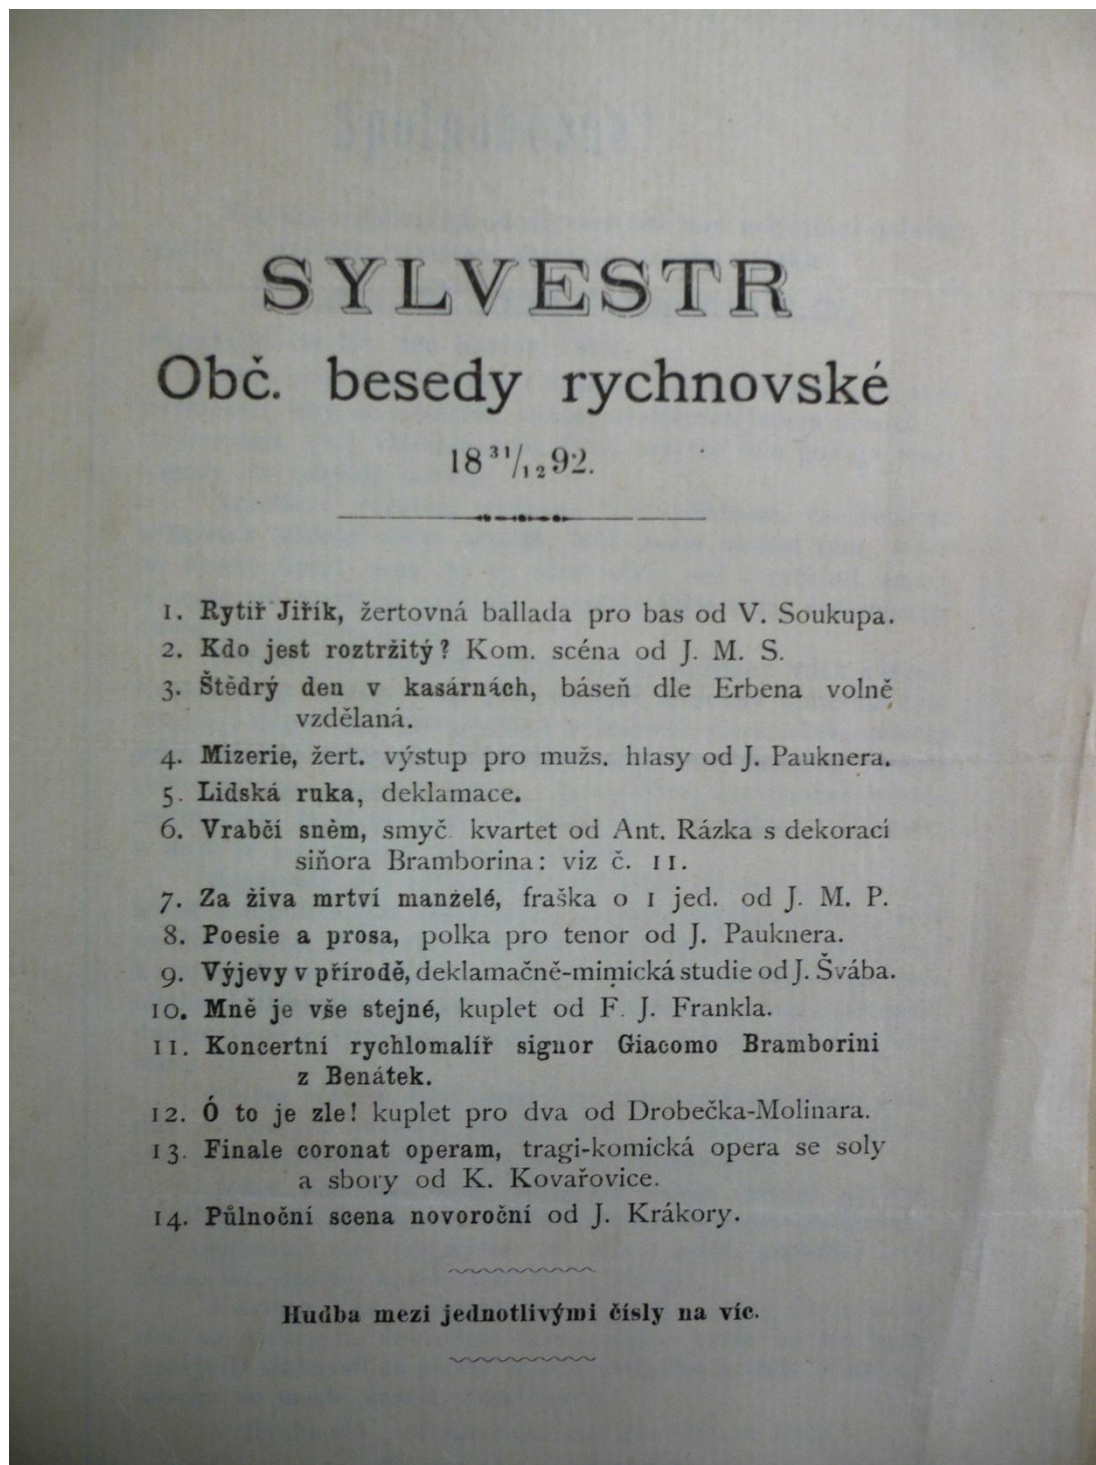 SYLVESTR
Obč. besedy rychnovské
18 31/12 92.
1. Rytíř Jiřík, žertovná ballada pro bas od V. Soukupa.
2. Kdo jest roztržitý? Kom. scéna od J. M. S.
3. Štědrý den v kasárnách, báseň dle Erbena volně
vzdělaná.
4. Mizerie, žert. výstup pro mužs. hlasy od J. Pauknera.
5. Lidská ruka, deklamace.
6. Vrabčí sněm, smyč. kvartet od Ant. Rázka s dekorací
siňora Bramborina: viz č. 11.
7. Za živa mrtví manželé, fraška o 1 jed. od J. M. P.
8. Poesie a prosa, polka pro tenor od J. Pauknera.
9. Výjevy v přírodě, deklamačně-mimická studie od J. Švába.
10. Mně je vše stejné, kuplet od F. J. Frankla.
11. Koncertní rychlomalíř signor Giacomo Bramborini
z Benátek.
12. Ó to je zle! kuplet pro dva od Drobečka-Molinara.
13. Finale coronat operam, tragi-komická opera se soly
a sbory od K. Kovařovice.
14. Půlnoční scena novoroční od J. Krákory.
Hudba mezi jednotlivými čísly na víc.